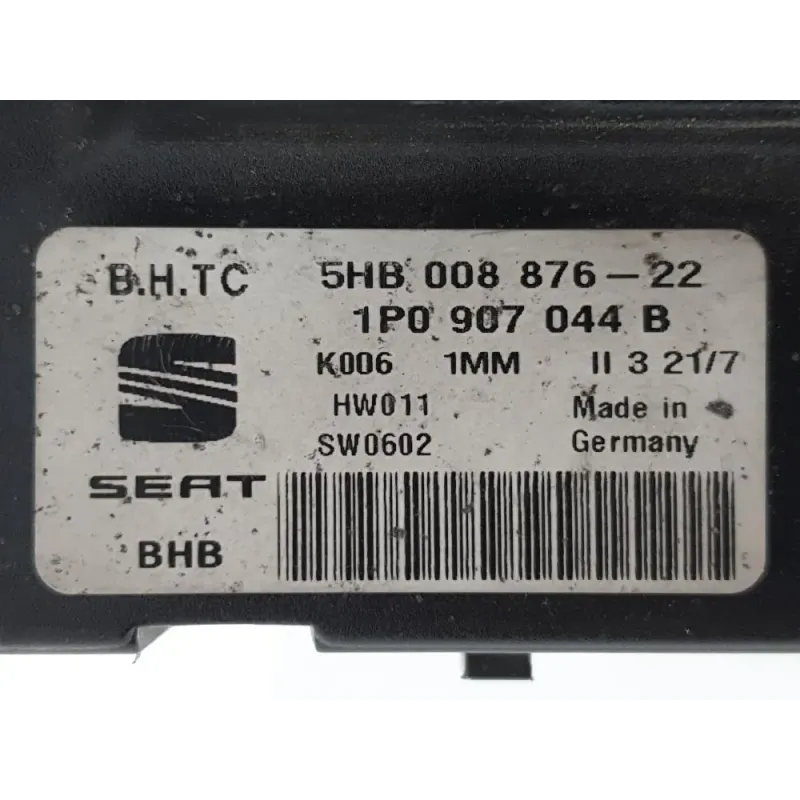 B.H.TC 5HB 008 876-22
1P0 907 044 B
K006 1MM II 3 21/7
HW011 Made in
SW0602 Germany
SEAT
BHB